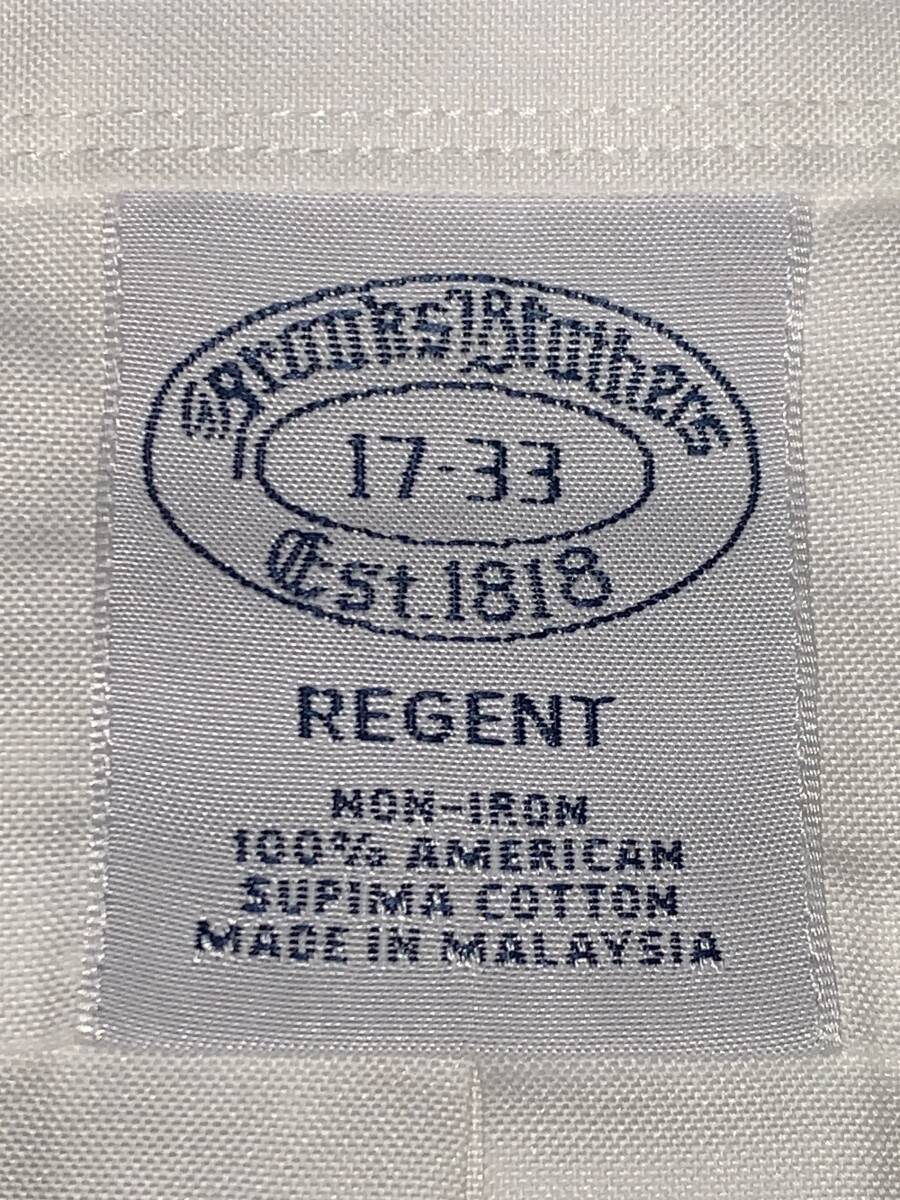 Brooks Brothers
17-33
Est. 1818
REGENT
NON-IRON
100% AMERICAN
SUPIMA COTTON
MADE IN MALAYSIA